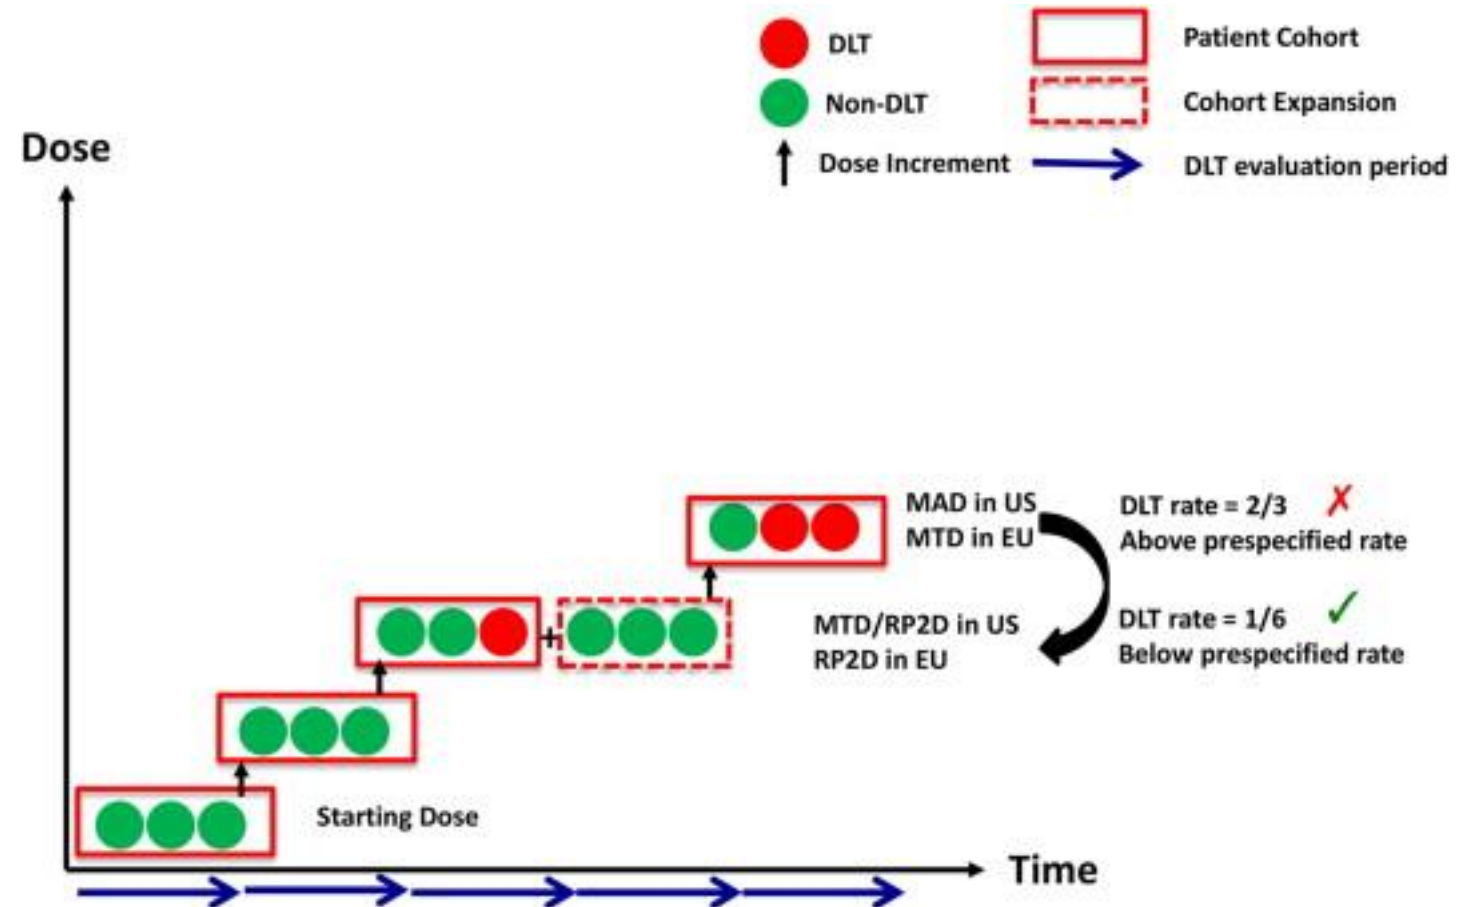 DLT
Patient Cohort
Non-DLT
Cohort Expansion
Dose Increment
DLT evaluation period
Dose
MAD in US
MTD in EU
DLT rate = 2/3 ✗
Above prespecified rate
MTD/RP2D in US
RP2D in EU
DLT rate = 1/6 ✓
Below prespecified rate
+
Starting Dose
Time